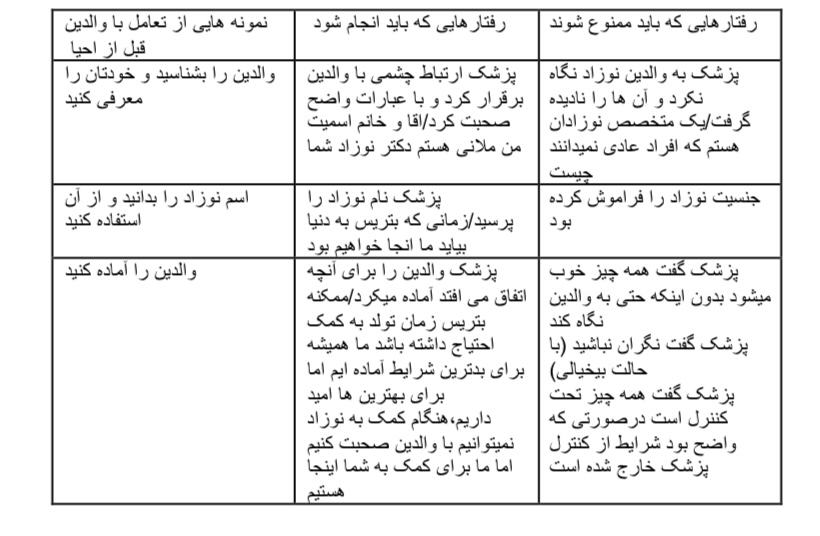 رفتارهایی که باید ممنوع شوند
رفتارهایی که باید انجام شود
نمونه هایی از تعامل با والدین
قبل از احیا
پزشک به والدین نوزاد نگاه
نکرد و آن ها را نادیده
گرفت/یک متخصص نوزادان
هستم که افراد عادی نمیدانند
چیست
پزشک ارتباط چشمی با والدین
برقرار کرد و با عبارات واضح
صحبت کرد/اقا و خانم اسمیت
من ملانی هستم دکتر نوزاد شما
والدین را بشناسید و خودتان را
معرفی کنید
جنسیت نوزاد را فراموش کرده
بود
پزشک نام نوزاد را
پرسید/زمانی که بتریس به دنیا
بیاید ما انجا خواهیم بود
اسم نوزاد را بدانید و از آن
استفاده کنید
پزشک گفت همه چیز خوب
میشود بدون اینکه حتی به والدین
نگاه کند
پزشک گفت نگران نباشید (با
حالت بیخیالی)
پزشک گفت همه چیز تحت
کننرل است درصورتی که
واضح بود شرایط از کنترل
پزشک خارج شده است
پزشک والدین را برای آنچه
اتفاق می افتد آماده میکرد/ممکنه
بتریس زمان تولد به کمک
احتیاج داشته باشد ما همیشه
برای بدترین شرایط آماده ایم اما
برای بهترین ها امید
داریم،هنگام کمک به نوزاد
نمیتوانیم با والدین صحبت کنیم
اما ما برای کمک به شما اینجا
هستیم
والدین را آماده کنید